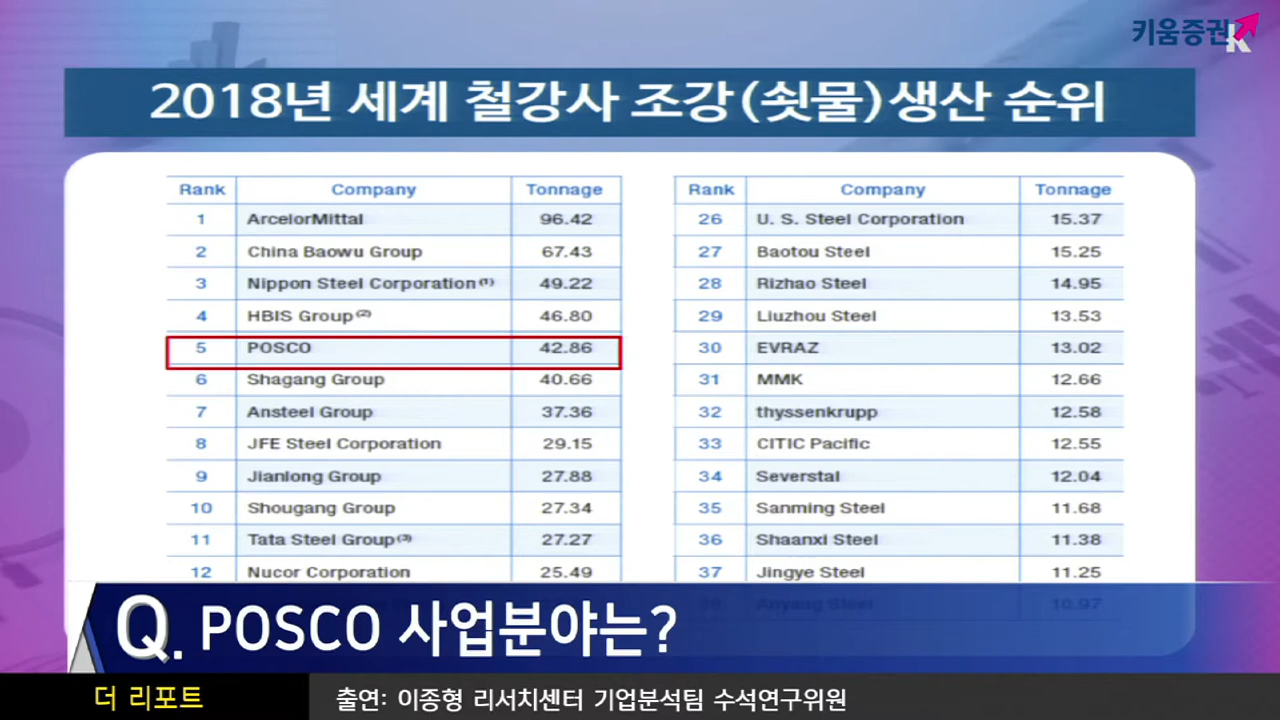 키움증권
2018년 세계 철강사 조강(쇳물)생산 순위
Rank Company Tonnage
1 ArcelorMittal 96.42
2 China Baowu Group 67.43
3 Nippon Steel Corporation(1) 49.22
4 HBIS Group(2) 46.80
5 POSCO 42.86
6 Shagang Group 40.66
7 Ansteel Group 37.36
8 JFE Steel Corporation 29.15
9 Jianlong Group 27.88
10 Shougang Group 27.34
11 Tata Steel Group(3) 27.27
12 Nucor Corporation 25.49
Rank Company Tonnage
26 U. S. Steel Corporation 15.37
27 Baotou Steel 15.25
28 Rizhao Steel 14.95
29 Liuzhou Steel 13.53
30 EVRAZ 13.02
31 MMK 12.66
32 thyssenkrupp 12.58
33 CITIC Pacific 12.55
34 Severstal 12.04
35 Sanming Steel 11.68
36 Shaanxi Steel 11.38
37 Jingye Steel 11.25
38 Anyang Steel 10.97
Q. POSCO 사업분야는?
더 리포트
출연: 이종형 리서치센터 기업분석팀 수석연구위원